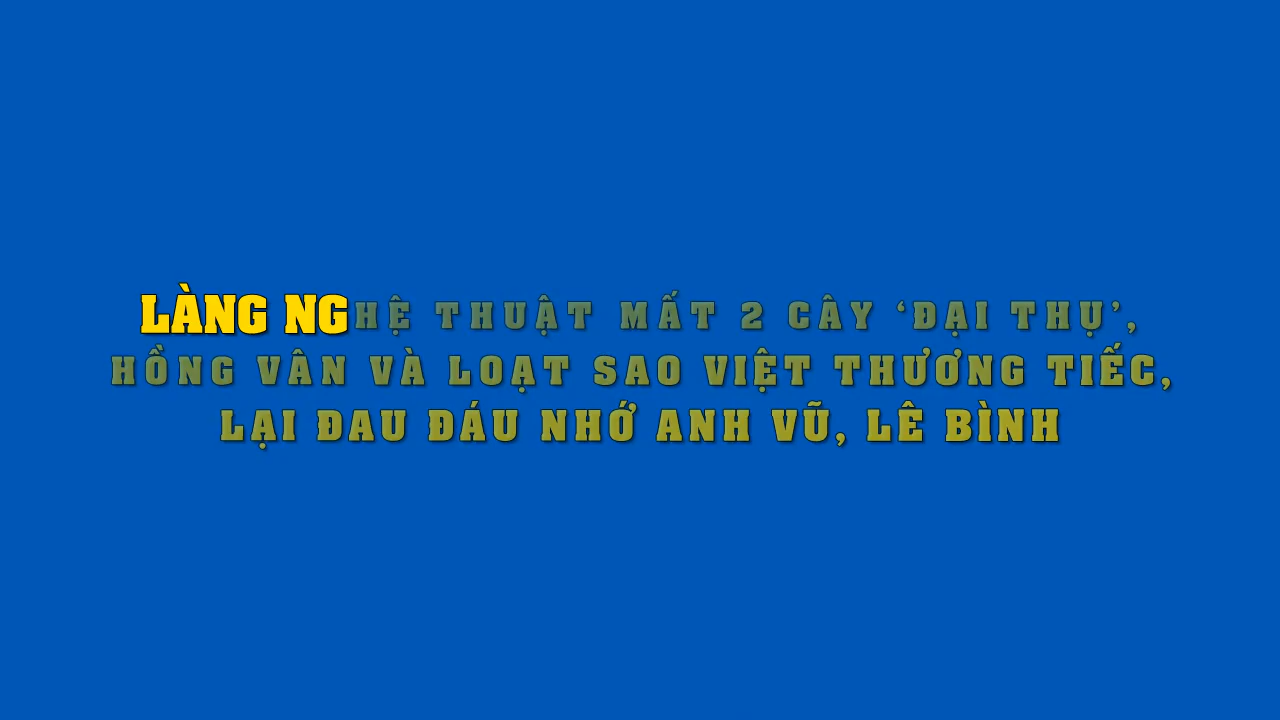 LÀNG NGHỆ THUẬT MẤT 2 CÂY ‘ĐẠI THỤ’,
HỒNG VÂN VÀ LOẠT SAO VIỆT THƯƠNG TIẾC,
LẠI ĐAU ĐÁU NHỚ ANH VŨ, LÊ BÌNH